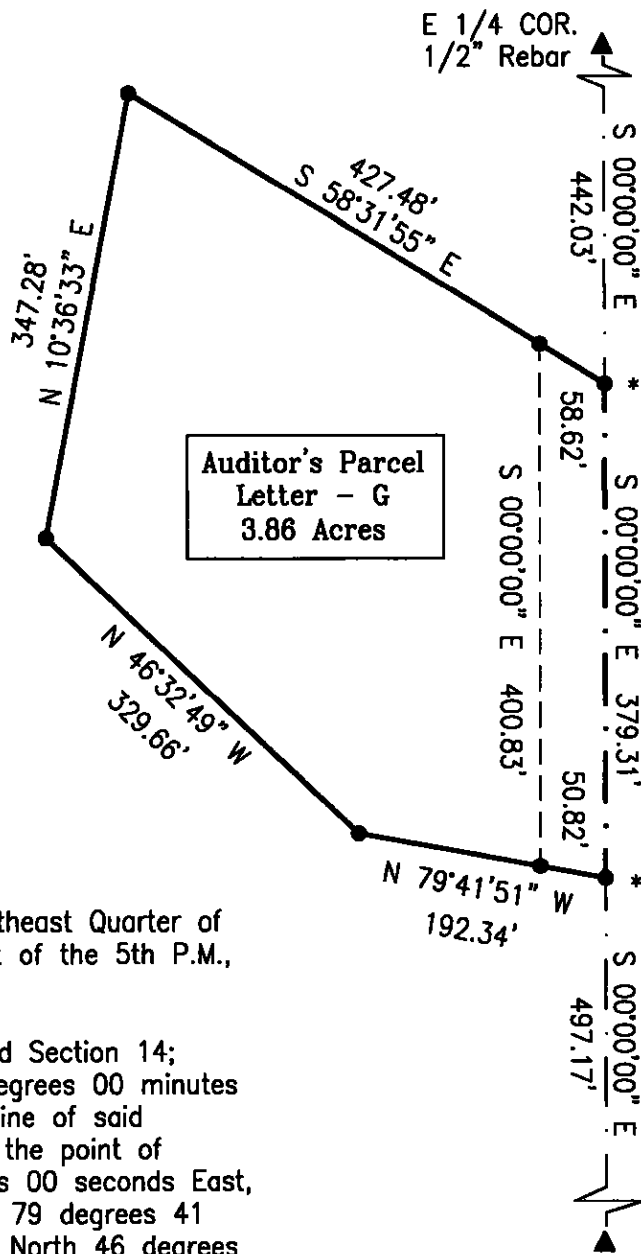 E 1/4 COR.
1/2" Rebar
S 00°00'00" E
442.03'
427.48'
S 58°31'55" E
347.28'
N 10°36'33" E
*
58.62'
Auditor's Parcel
Letter – G
3.86 Acres
S 00°00'00" E 400.83'
S 00°00'00" E 379.31'
N 46°32'49" W
329.66'
50.82'
*
N 79°41'51" W
192.34'
S 00°00'00" E
497.17'
theast Quarter of
t of the 5th P.M.,
d Section 14;
egrees 00 minutes
ine of said
the point of
s 00 seconds East,
79 degrees 41
North 46 degrees